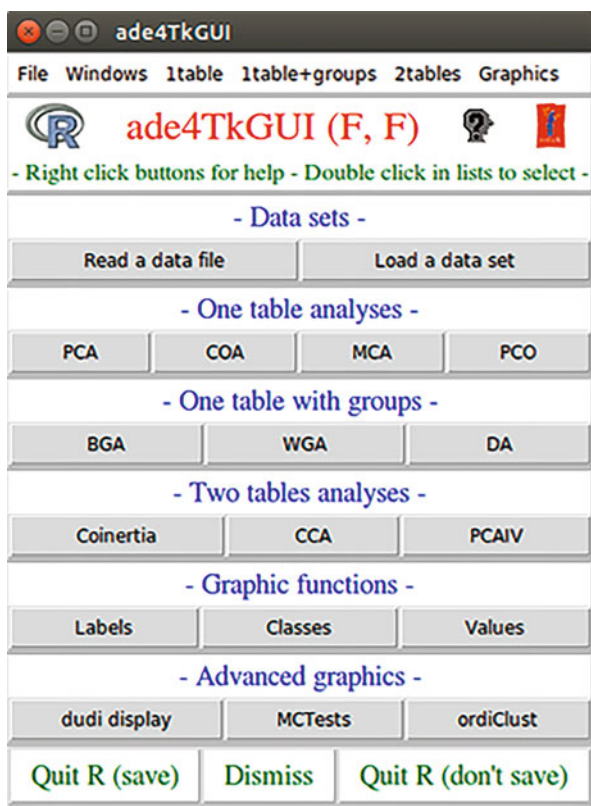 ade4TkGUI
File Windows 1table 1table+groups 2tables Graphics
R ade4TkGUI (F, F)
- Right click buttons for help - Double click in lists to select -
- Data sets -
Read a data file Load a data set
- One table analyses -
PCA COA MCA PCO
- One table with groups -
BGA WGA DA
- Two tables analyses -
Coinertia CCA PCAIV
- Graphic functions -
Labels Classes Values
- Advanced graphics -
dudi display MCTests ordiClust
Quit R (save) Dismiss Quit R (don't save)